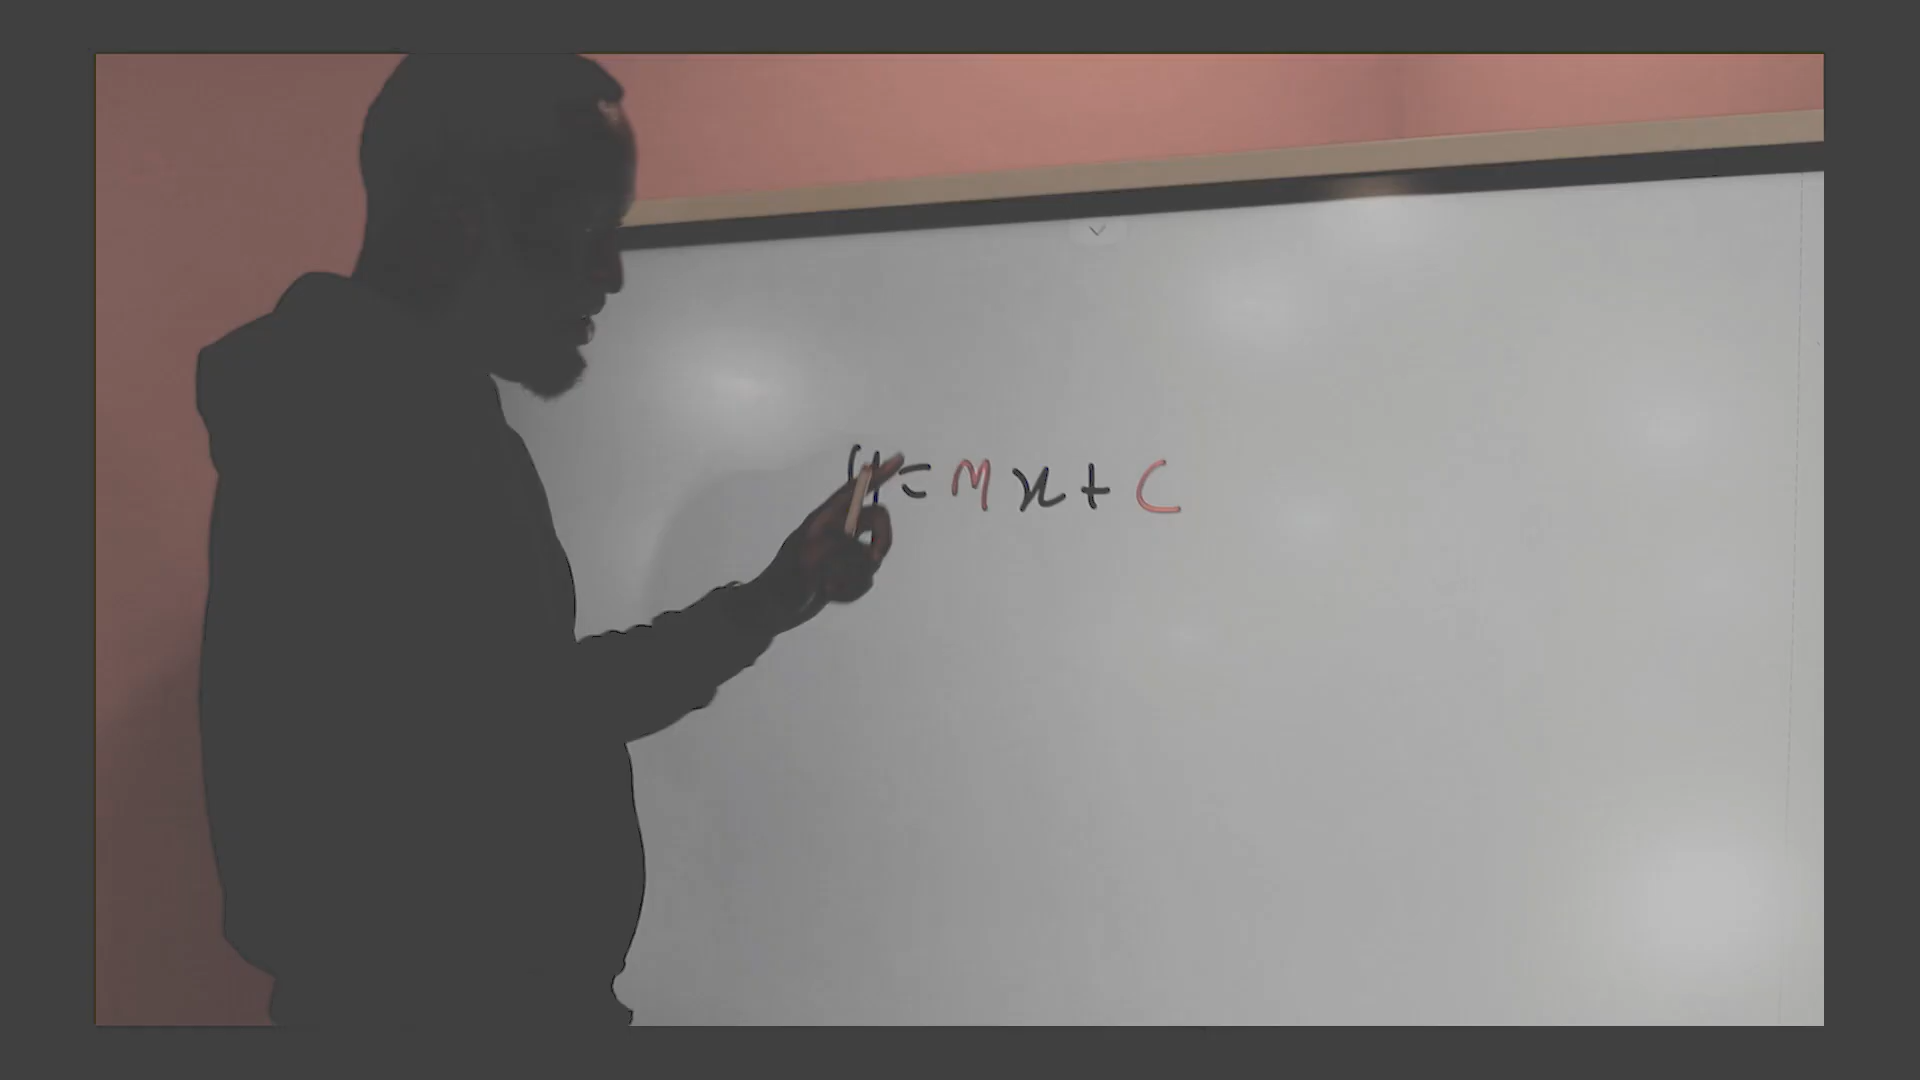 y = mx + c